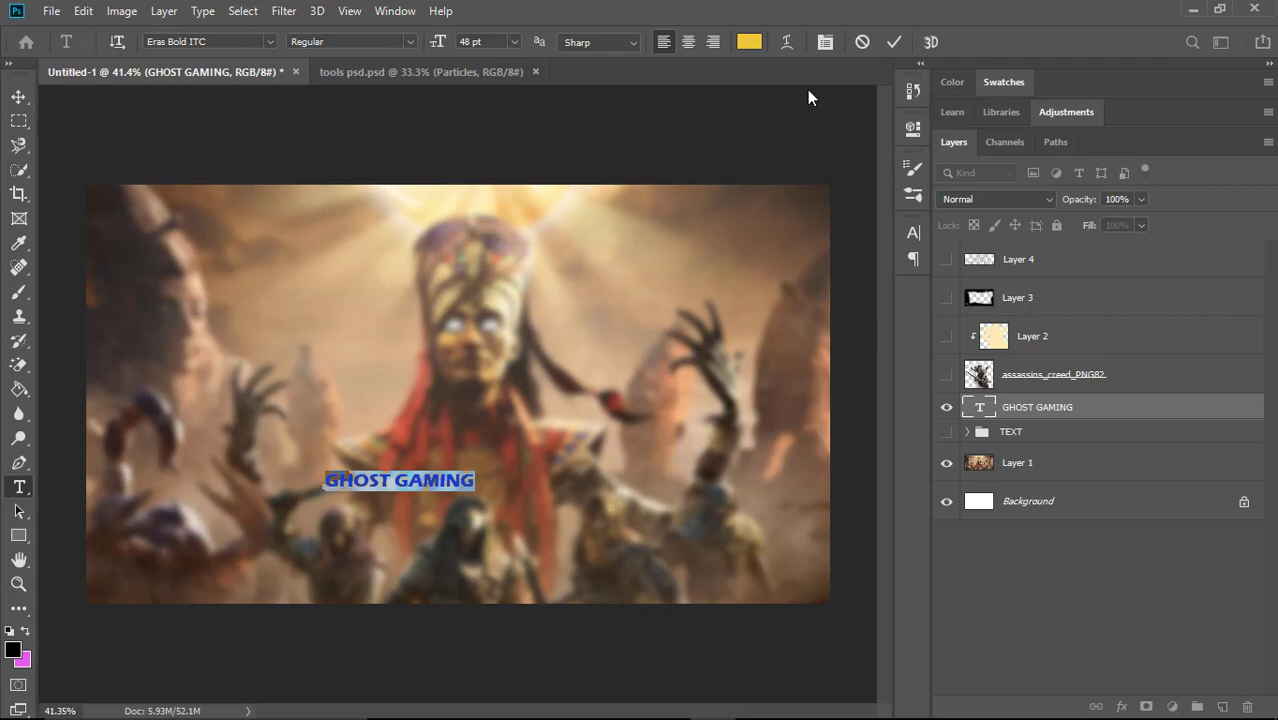 Ps File Edit Image Layer Type Select Filter 3D View Window Help
T Eras Bold ITC Regular 48 pt aa Sharp 3D
Untitled-1 @ 41.4% (GHOST GAMING, RGB/8#) * × tools psd.psd @ 33.3% (Particles, RGB/8#) ×
Color Swatches
Learn Libraries Adjustments
Layers Channels Paths
Kind
Normal Opacity: 100%
Lock: Fill: 100%
Layer 4
Layer 3
Layer 2
assassins_creed_PNG82
GHOST GAMING
TEXT
Layer 1
Background
GHOST GAMING
41.35% Doc: 5.93M/52.1M